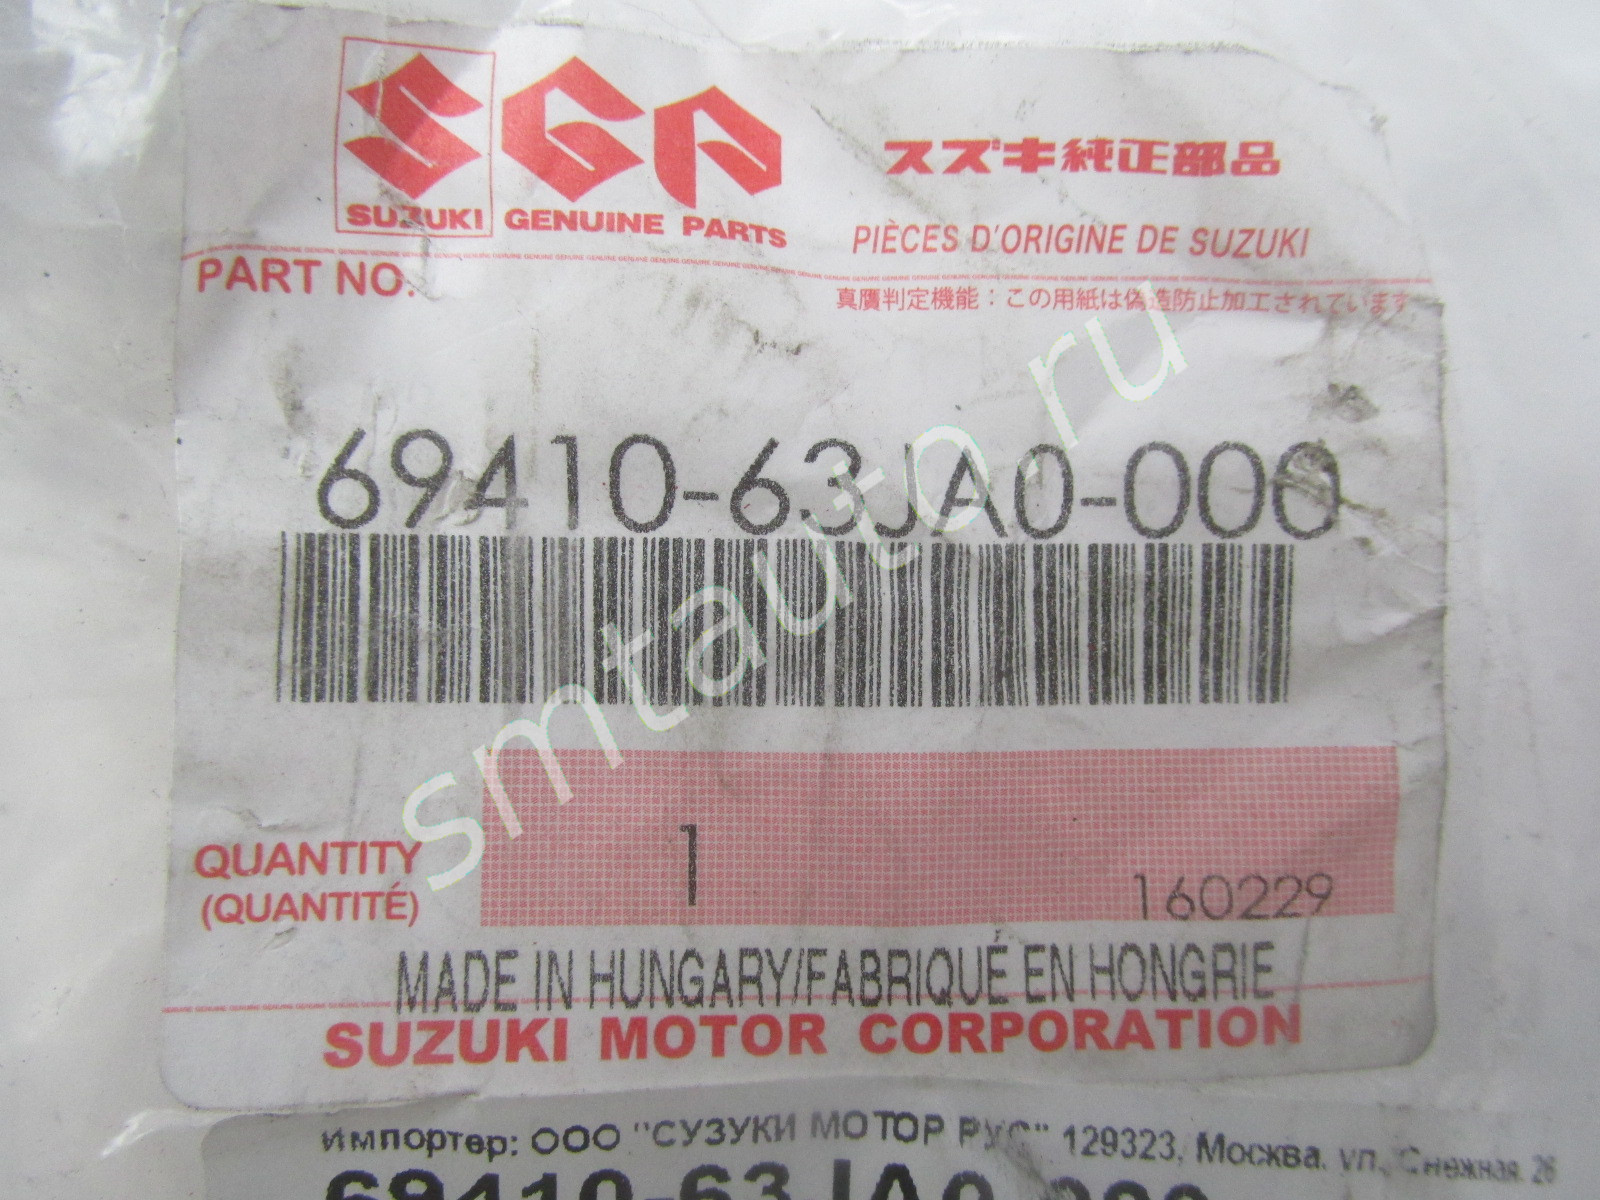 SUZUKI GENUINE PARTS
スズキ純正部品
PIÈCES D'ORIGINE DE SUZUKI
PART NO.
真贋判定機能：この用紙は偽造防止加工されています
69410-63JA0-000
smtauto.ru
QUANTITY 1
(QUANTITÉ) 160229
MADE IN HUNGARY/FABRIQUÉ EN HONGRIE
SUZUKI MOTOR CORPORATION
Импортер: ООО "СУЗУКИ МОТОР РУС" 129323, Москва, ул. Снежная, 26
69410-63JA0-000